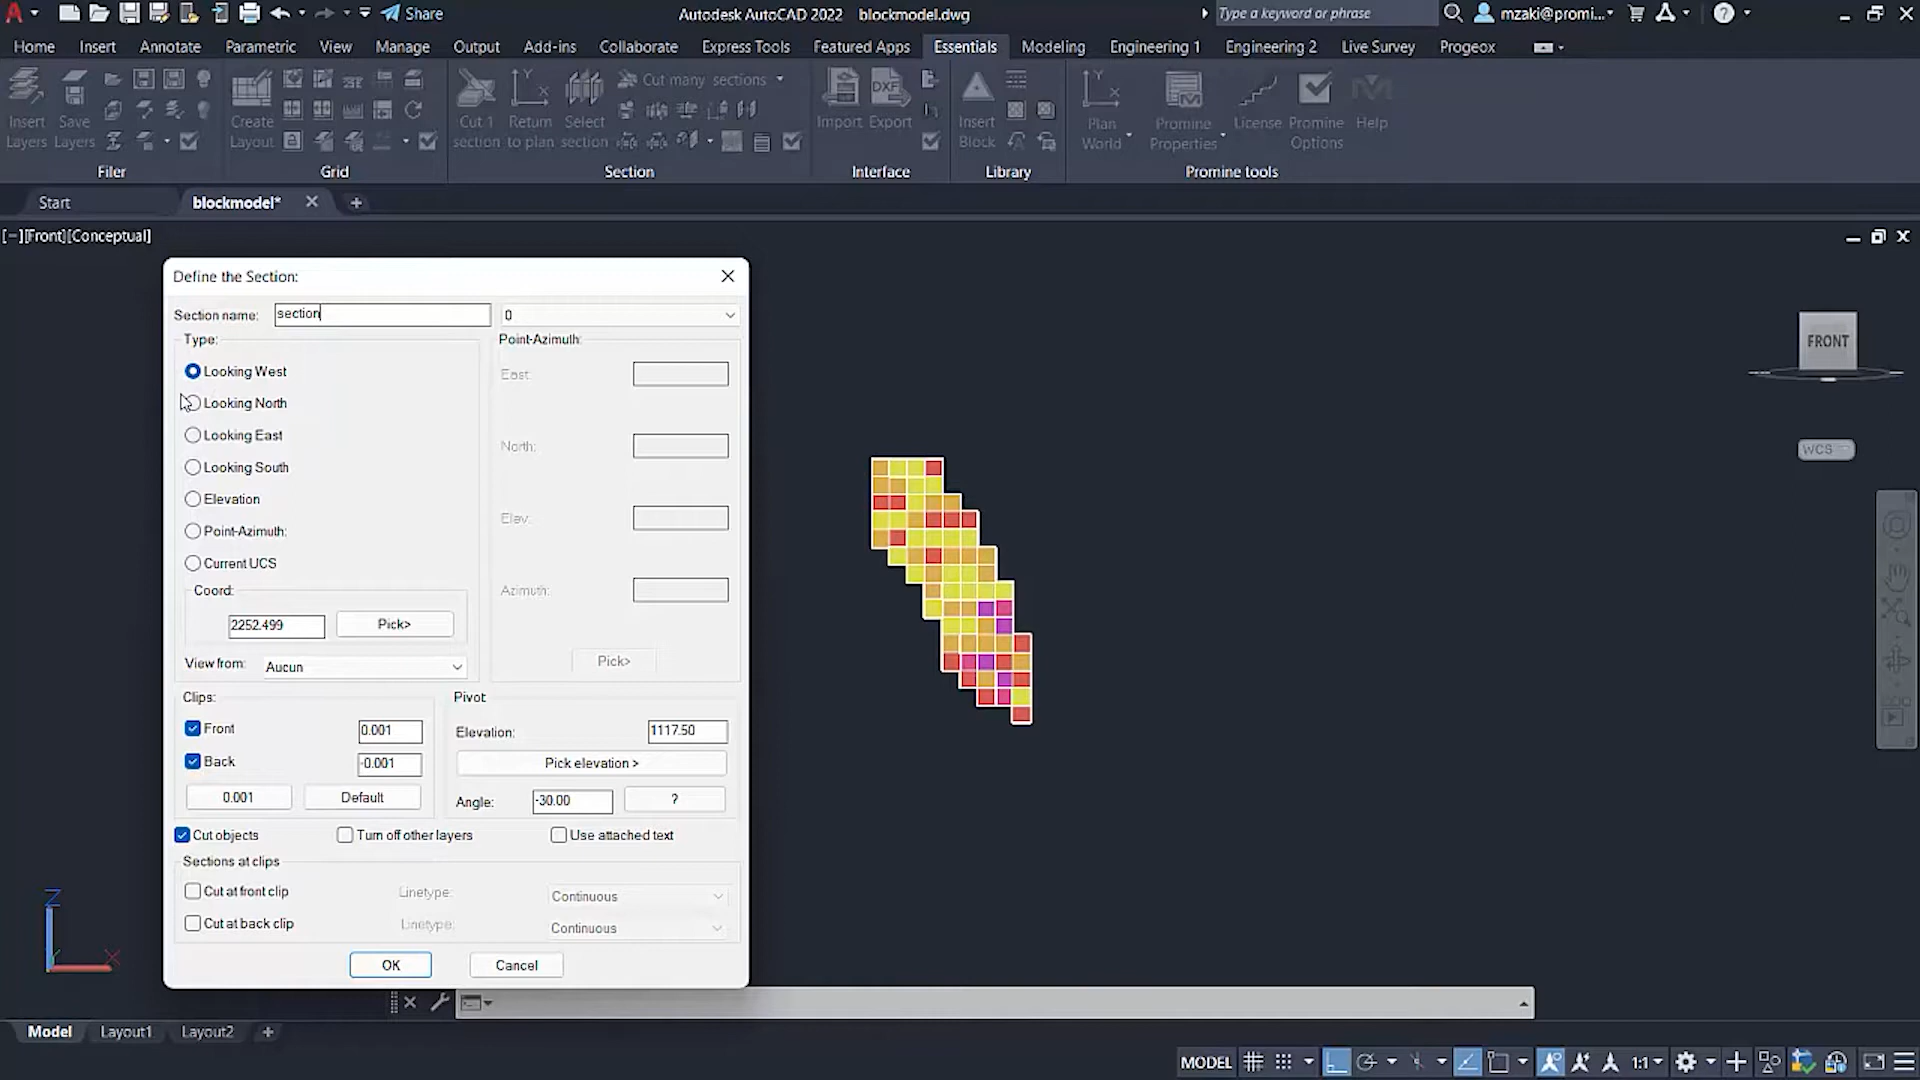 Share
Autodesk AutoCAD 2022 blockmodel.dwg
Type a keyword or phrase
mzaki@promi...
Home Insert Annotate Parametric View Manage Output Add-ins Collaborate Express Tools Featured Apps Essentials Modeling Engineering 1 Engineering 2 Live Survey Progeox
Insert Layers
Save Layers
Create Layout
Cut 1 section
Return to plan
Select section
Cut many sections
Import
Export
DXF
Insert Block
Plan World
Promine Properties
License
Promine Options
Help
Filer Grid Section Interface Library Promine tools
Start blockmodel*
[−][Front][Conceptual]
Define the Section:
Section name: section 0
Type:
Looking West
Looking North
Looking East
Looking South
Elevation
Point-Azimuth:
Current UCS
Coord:
2252.499 Pick>
View from: Aucun
Point-Azimuth:
East:
North:
Elev:
Azimuth:
Pick>
Clips:
Front 0.001
Back -0.001
0.001 Default
Pivot:
Elevation: 1117.50
Pick elevation >
Angle: -30.00 ?
Cut objects Turn off other layers Use attached text
Sections at clips
Cut at front clip Linetype: Continuous
Cut at back clip Linetype: Continuous
OK Cancel
FRONT
WCS
Z
X
Model Layout1 Layout2 +
MODEL 1:1